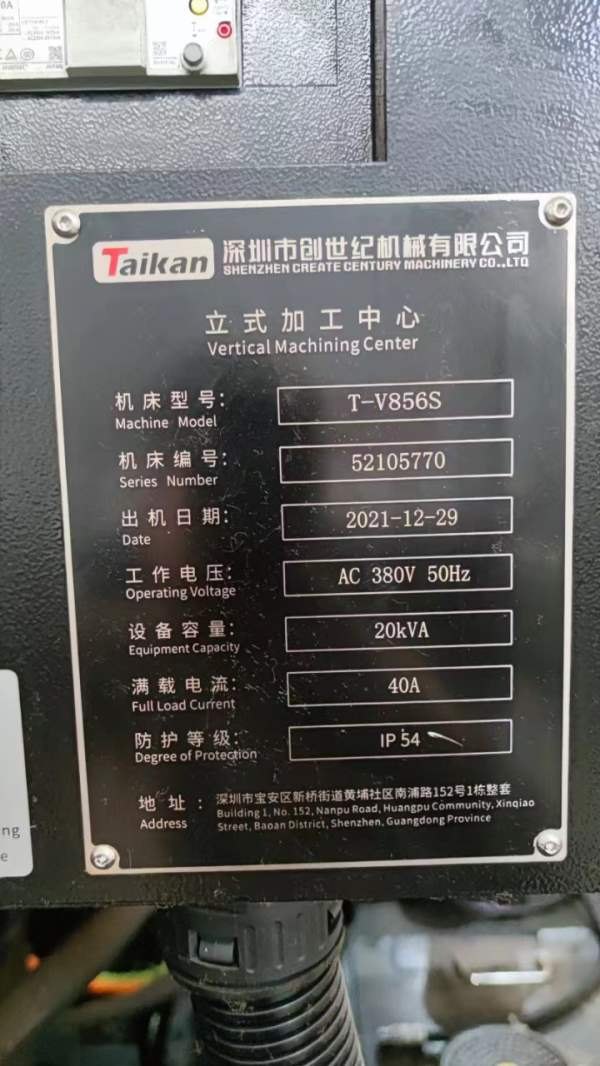 Taikan
深圳市创世纪机械有限公司
SHENZHEN CREATE CENTURY MACHINERY CO.,LTD
立式加工中心
Vertical Machining Center
机床型号: T-V856S
Machine Model
机床编号: 52105770
Series Number
出机日期: 2021-12-29
Date
工作电压: AC 380V 50Hz
Operating Voltage
设备容量: 20kVA
Equipment Capacity
满载电流: 40A
Full Load Current
防护等级: IP 54
Degree of Protection
地址: 深圳市宝安区新桥街道黄埔社区南浦路152号1栋整套
Address Building 1, No. 152, Nanpu Road, Huangpu Community, Xinqiao
Street, Baoan District, Shenzhen, Guangdong Province